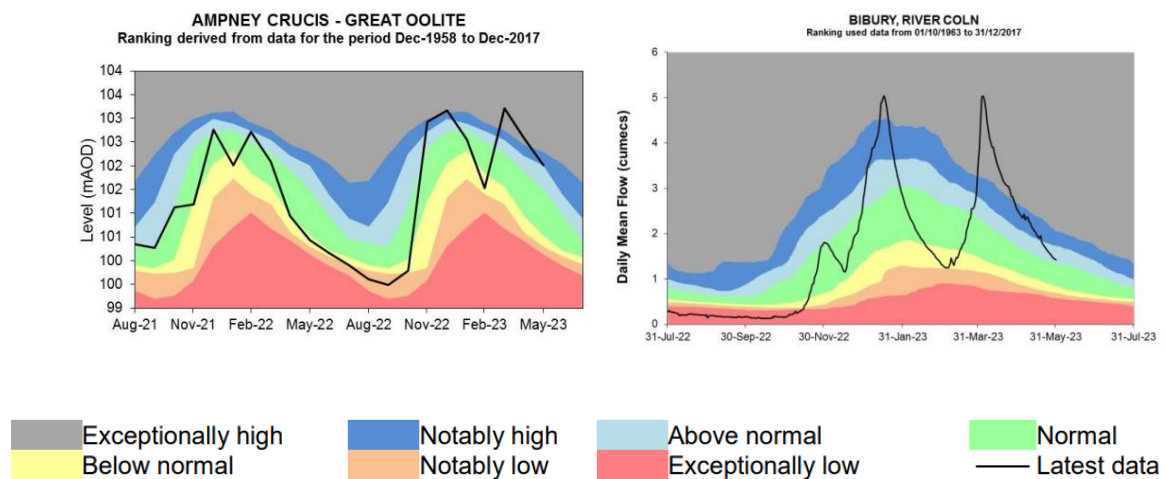 AMPNEY CRUCIS - GREAT OOLITE
Ranking derived from data for the period Dec-1958 to Dec-2017
Level (mAOD)
104
104
103
103
102
102
101
101
100
100
99
Aug-21 Nov-21 Feb-22 May-22 Aug-22 Nov-22 Feb-23 May-23
BIBURY, RIVER COLN
Ranking used data from 01/10/1963 to 31/12/2017
Daily Mean Flow (cumecs)
6
5
4
3
2
1
0
31-Jul-22 30-Sep-22 30-Nov-22 31-Jan-23 31-Mar-23 31-May-23 31-Jul-23
Exceptionally high Notably high Above normal Normal
Below normal Notably low Exceptionally low Latest data